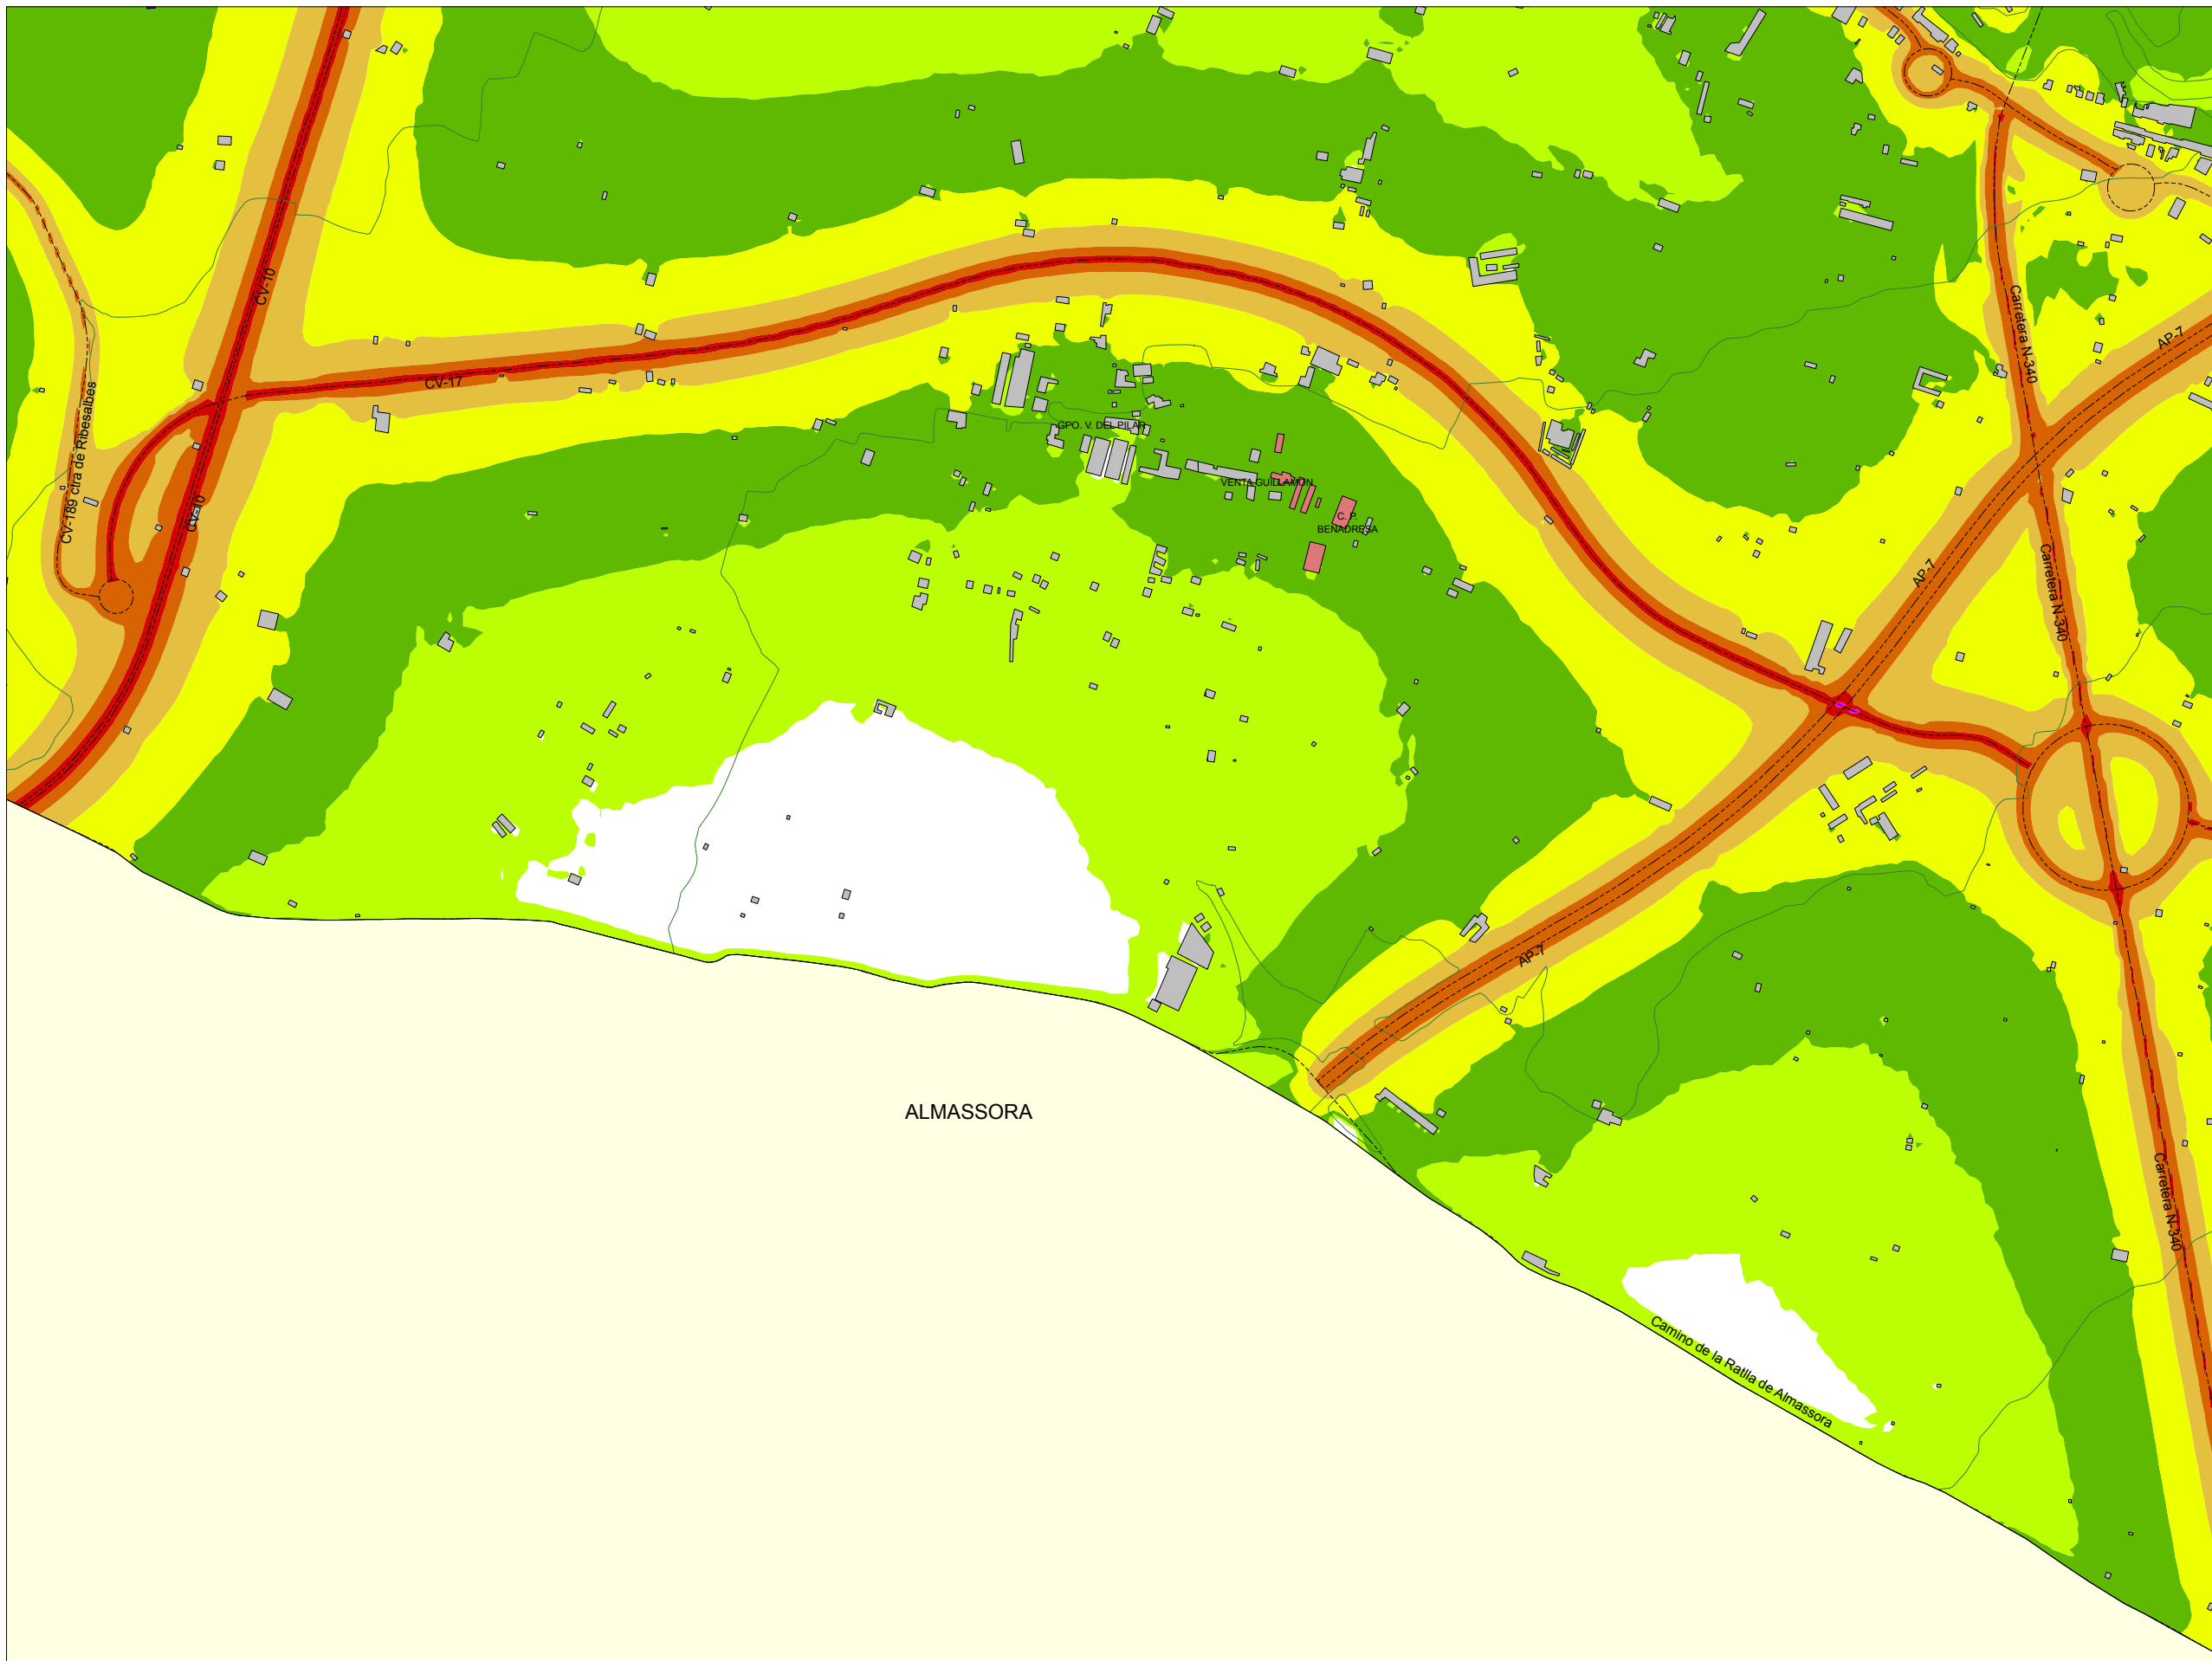 CV-10
Carretera N-340
AP-7
CV-17
CV-189 ctra de Ribesalbes
GPO. V. DEL PILAR
VENTA GUILLAMON
CV-10
C. P.
BENADRESA
AP-7
Carretera N-340
AP-7
ALMASSORA
Carretera N-340
Camino de la Ratlla de Almassora